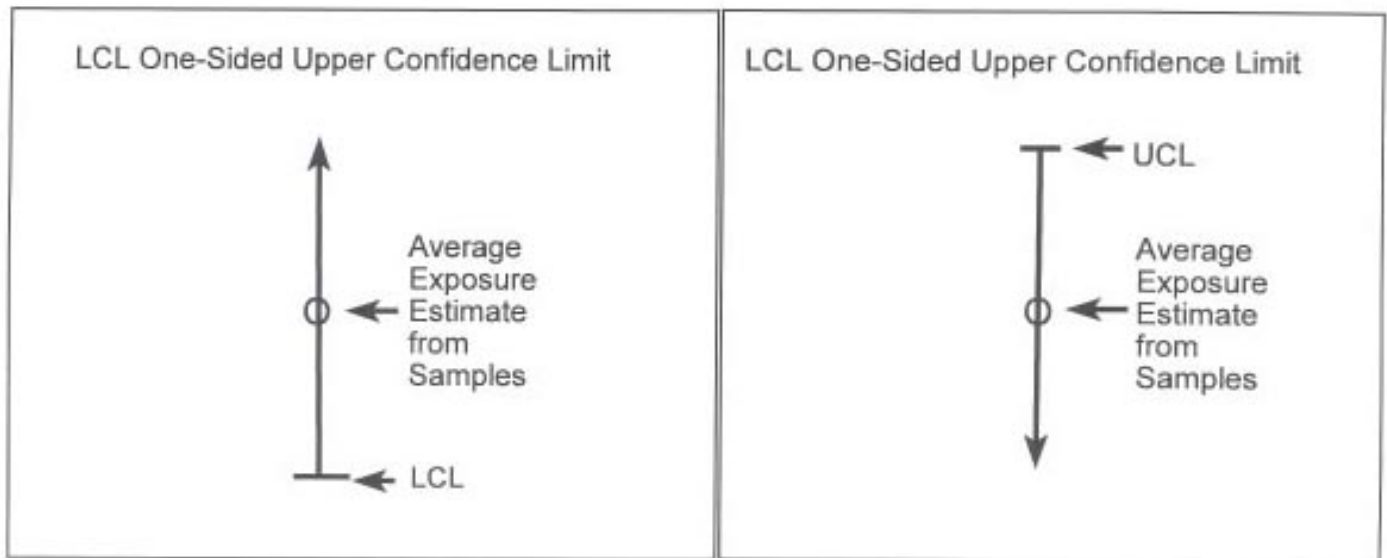 LCL One-Sided Upper Confidence Limit
Average
Exposure
Estimate
from
Samples
LCL
LCL One-Sided Upper Confidence Limit
UCL
Average
Exposure
Estimate
from
Samples